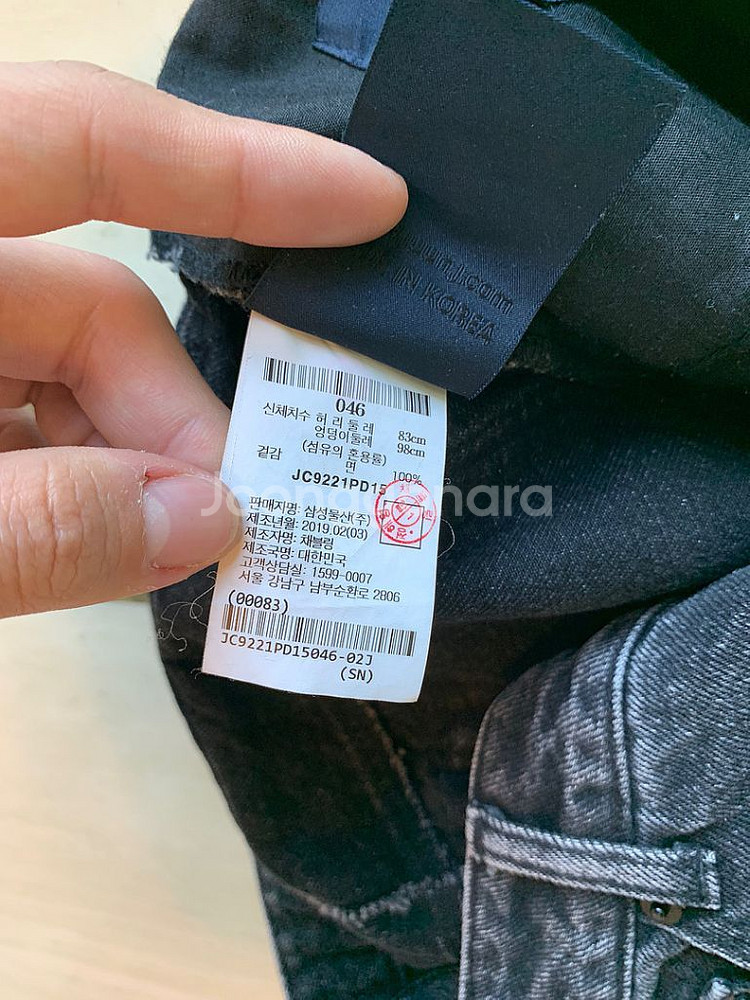 IN KOREA
046
신체치수 허 리 둘 레 83cm
엉덩이둘레 98cm
(섬유의 혼용률)
겉감 면 100%
JC9221PD15
판매자명: 삼성물산(주)
제조년월: 2019.02(03)
제조자명: 채블링
제조국명: 대한민국
고객상담실: 1599-0007
서울 강남구 남부순환로 2806
(00083)
JC9221PD15046-02J
(SN)
Joongonara